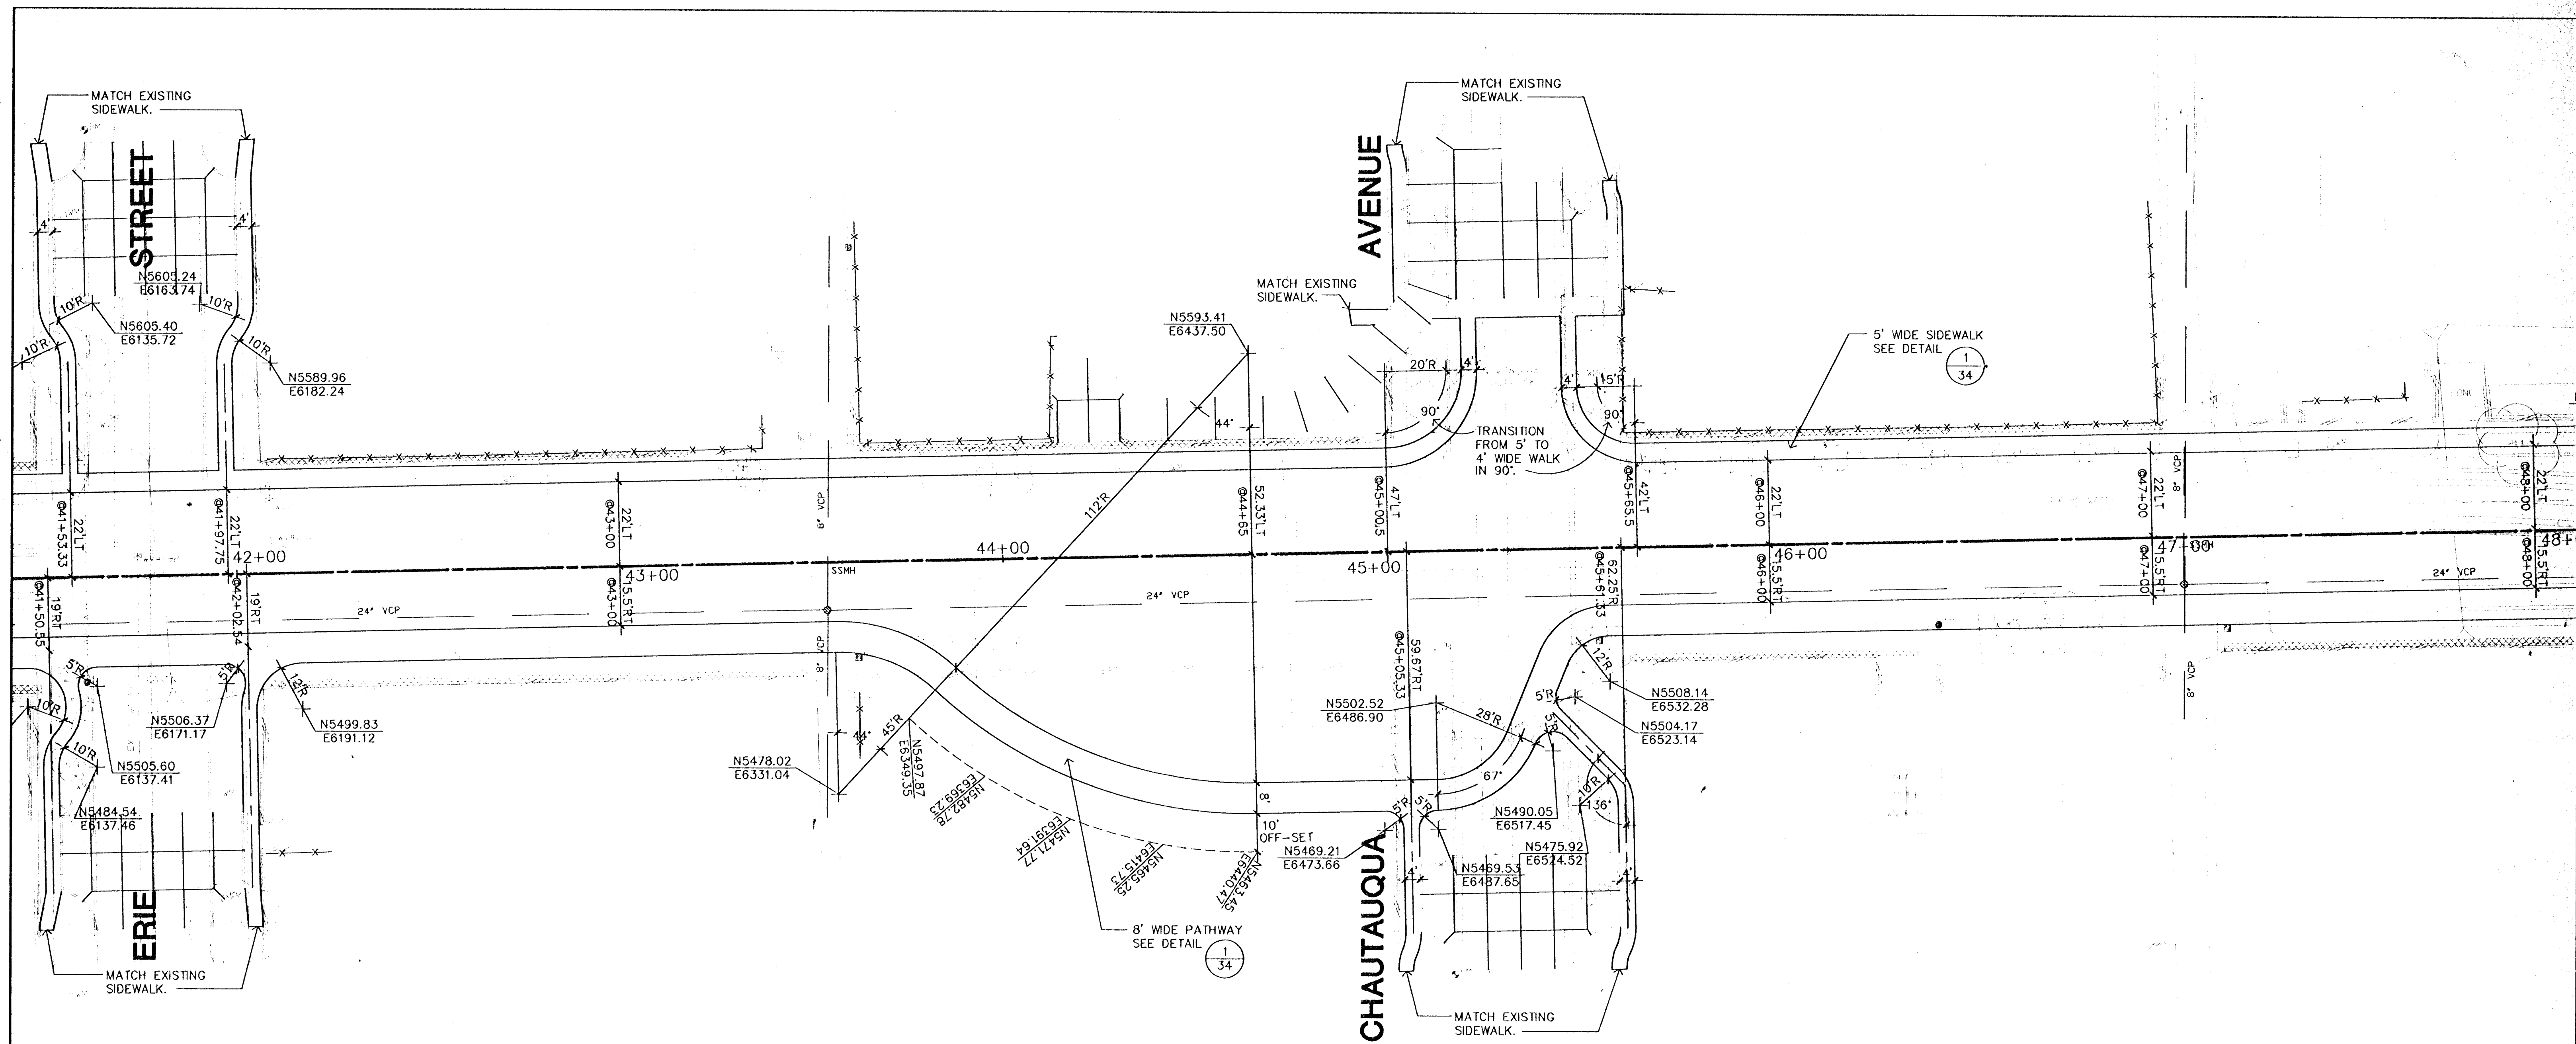 MATCH EXISTING
SIDEWALK.
STREET
4'
4'
N5605.24
E6163.74
10'R
10'R
N5605.40
E6135.72
10'R
10'R
N5589.96
E6182.24
MATCH EXISTING
SIDEWALK.
AVENUE
MATCH EXISTING
SIDEWALK.
N5593.41
E6437.50
44°
112'R
20'R
4'
90°
4'
15'R
90°
TRANSITION
FROM 5' TO
4' WIDE WALK
IN 90°.
5' WIDE SIDEWALK
SEE DETAIL
1
34
22'LT
@41+53.33
22'LT
@41+97.75
22'LT
@43+00
8" VCP
52.33'LT
@44+65
47'LT
@45+00.5
42'LT
@45+65.5
22'LT
@46+00
22'LT
@47+00
8" VCP
22'LT
@48+00
42+00
43+00
44+00
45+00
46+00
47+00
48+
SSMH
SSMH
19'RT
@41+50.55
19'RT
@42+02.54
24" VCP
15.5'RT
@43+00
24" VCP
59.67'RT
@45+05.33
62.25'R
@45+61.33
15.5'RT
@46+00
15.5'RT
@47+00
24" VCP
15.5'RT
@48+00
8" VCP
8" VCP
5'R
5'R
12'R
10'R
10'R
N5506.37
E6171.17
N5499.83
E6191.12
N5505.60
E6137.41
N5484.54
E6137.46
44°
45'R
N5478.02
E6331.04
N5497.87
E6349.35
N5482.78
E6369.23
N5471.77
E6391.64
N5465.25
E6415.73
N5463.45
E6440.47
8'
10'
OFF-SET
N5502.52
E6486.90
28'R
67°
5'R
5'R
12'R
N5508.14
E6532.28
N5504.17
E6523.14
10'R
136°
N5490.05
E6517.45
5'R
5'R
N5469.21
E6473.66
N5475.92
E6524.52
N5469.53
E6487.65
4'
4'
ERIE
MATCH EXISTING
SIDEWALK.
8' WIDE PATHWAY
SEE DETAIL
1
34
CHAUTAUQUA
MATCH EXISTING
SIDEWALK.